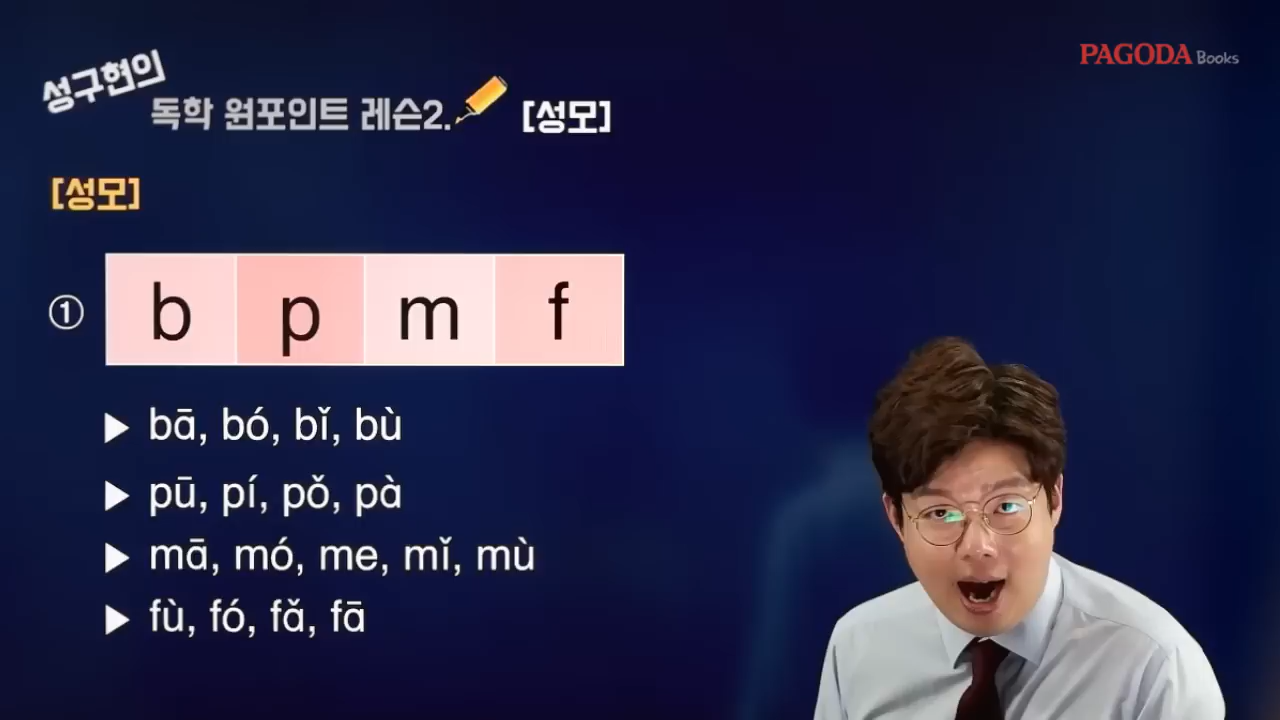 성구현의
독학 원포인트 레슨2. [성모]
PAGODA Books
[성모]
① b p m f
▶ bā, bó, bǐ, bù
▶ pū, pí, pǒ, pà
▶ mā, mó, me, mǐ, mù
▶ fù, fó, fǎ, fā